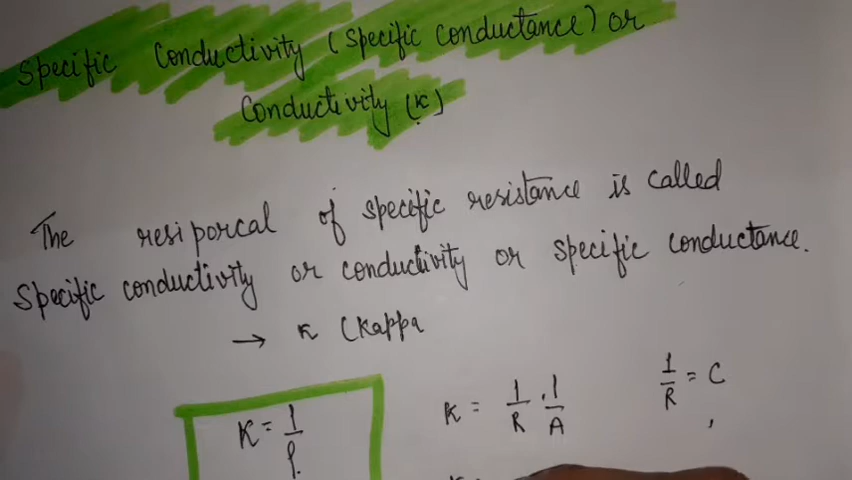 Specific Conductivity (Specific conductance) or
Conductivity (κ)
The resiporcal of specific resistance is called
Specific conductivity or conductivity or specific conductance.
→ κ (Kappa
κ = 1/ρ
κ = 1/R . l/A
1/R = C ,